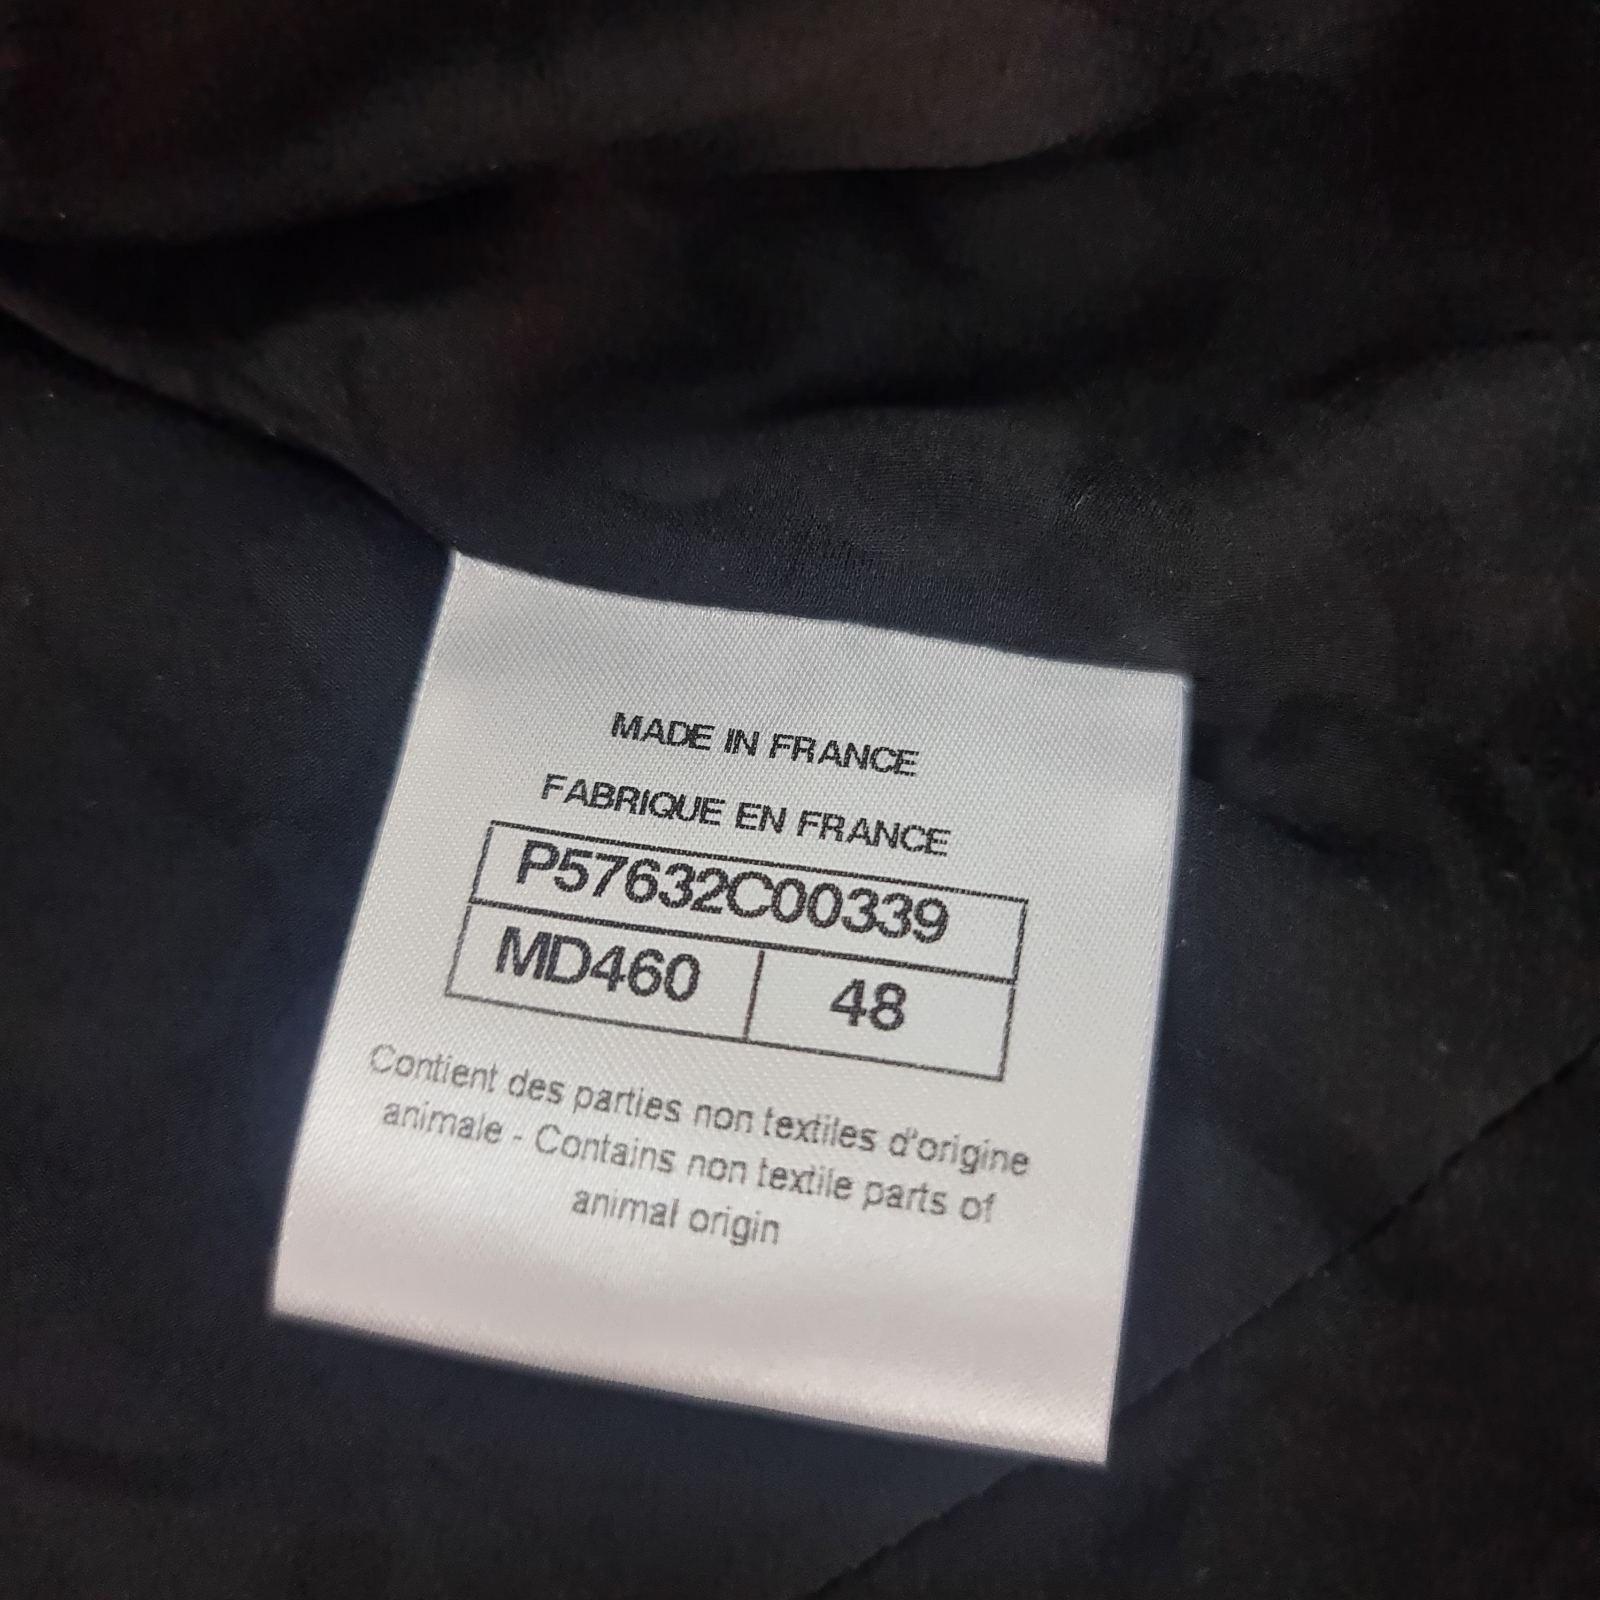 MADE IN FRANCE
FABRIQUE EN FRANCE
P57632C00339
MD460 48
Contient des parties non textiles d'origine
animale - Contains non textile parts of
animal origin